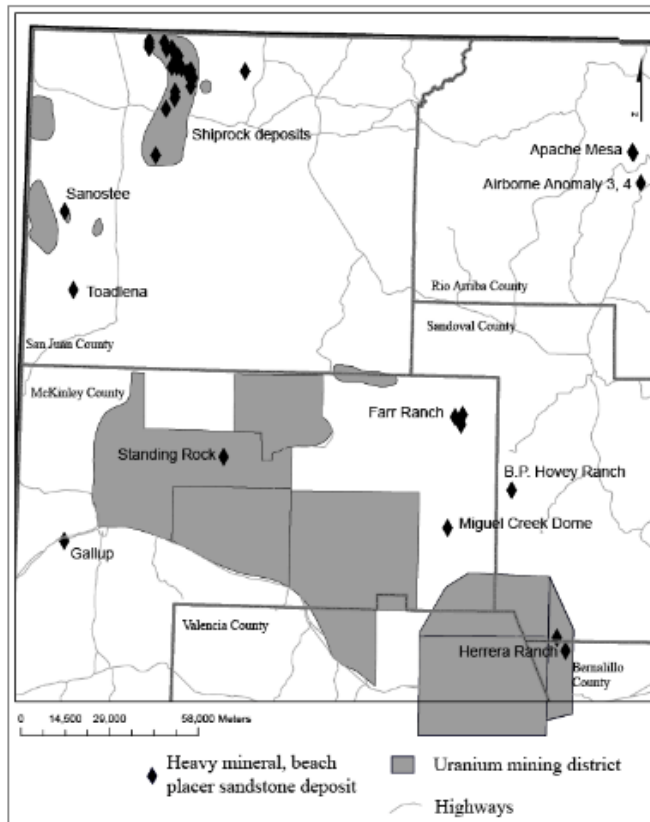 Shiprock deposits
Apache Mesa
Airborne Anomaly 3, 4
Sanostee
Toadlena
Rio Arriba County
Sandoval County
San Juan County
McKinley County
Farr Ranch
Standing Rock
B.P. Hovey Ranch
Miguel Creek Dome
Gallup
Valencia County
Herrera Ranch
Bernalillo
County
0 14,500 29,000 58,000 Meters
Heavy mineral, beach
placer sandstone deposit
Uranium mining district
Highways